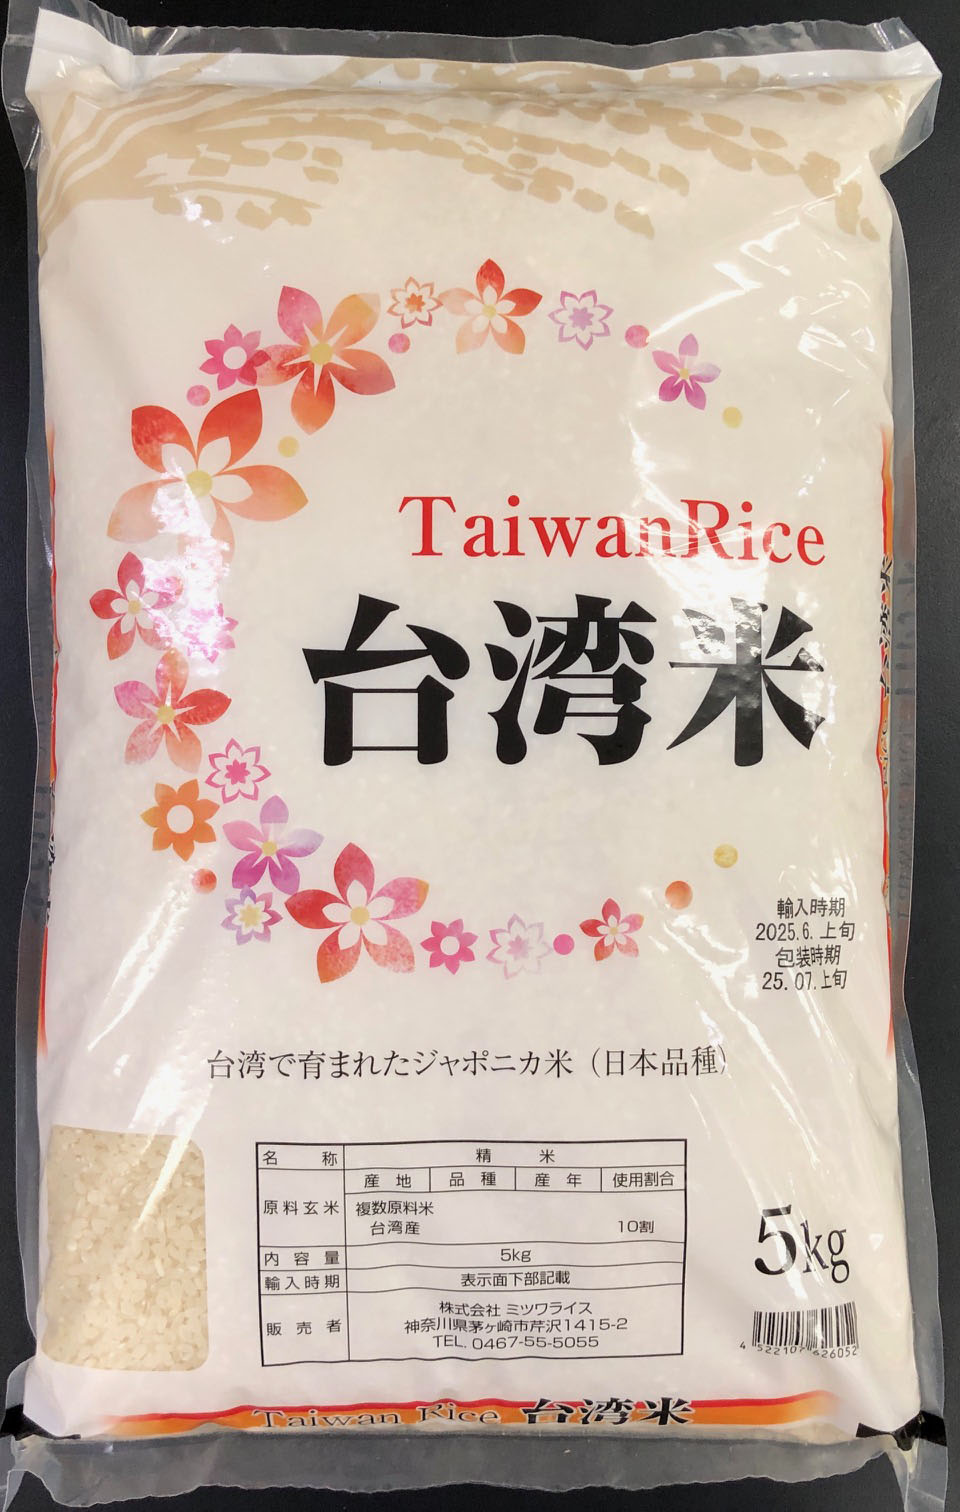 TaiwanRice
台湾米
輸入時期
2025.6.上旬
包装時期
25.07.上旬
台湾で育まれたジャポニカ米（日本品種）
名称 精米
原料玄米 産地 品種 産年 使用割合
複数原料米
台湾産 10割
内容量 5kg
輸入時期 表示面下部記載
販売者 株式会社 ミツワライス
神奈川県茅ヶ崎市芹沢1415-2
TEL. 0467-55-5055
5kg
4 522107 626052
Taiwan Rice 台湾米